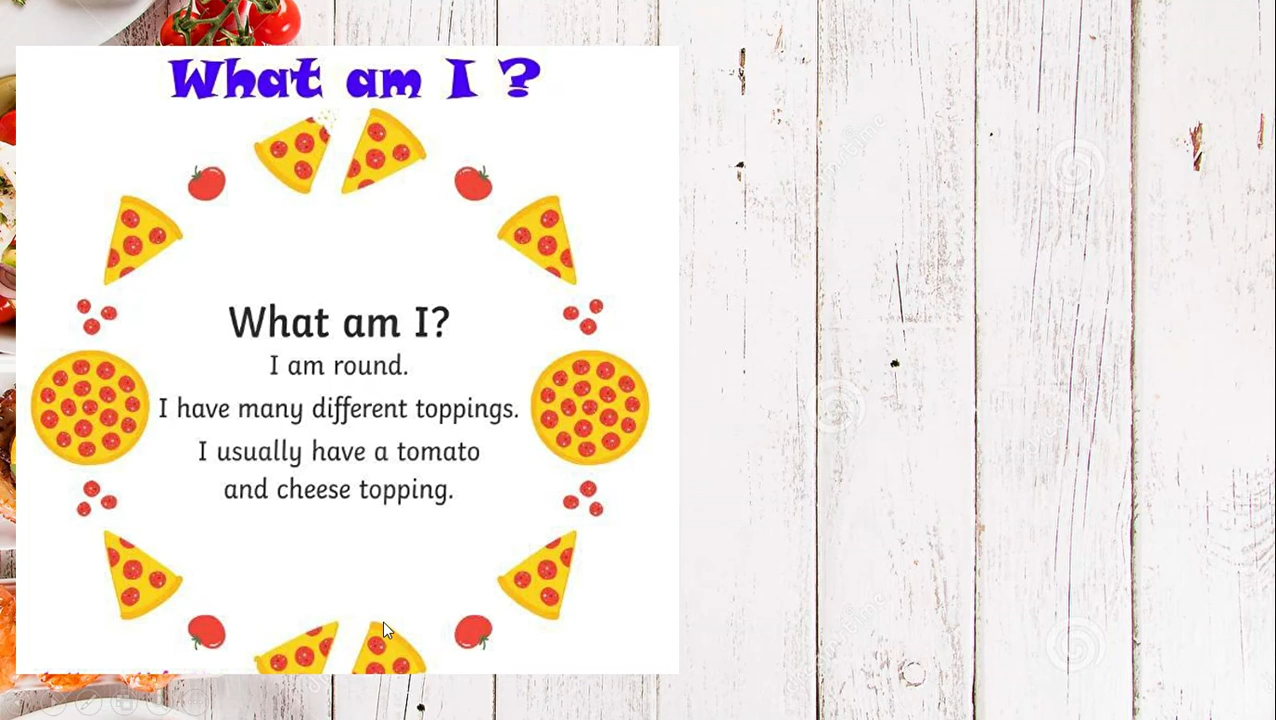 What am I ?
What am I?
I am round.
I have many different toppings.
I usually have a tomato
and cheese topping.